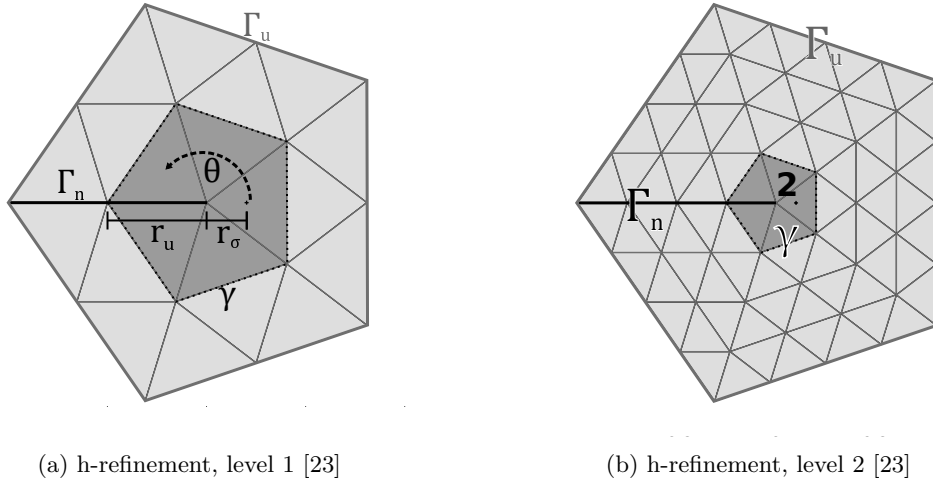 Γu
Γu
θ
Γn
2
Γn
ru
rσ
γ
γ
(a) h-refinement, level 1 [23]
(b) h-refinement, level 2 [23]